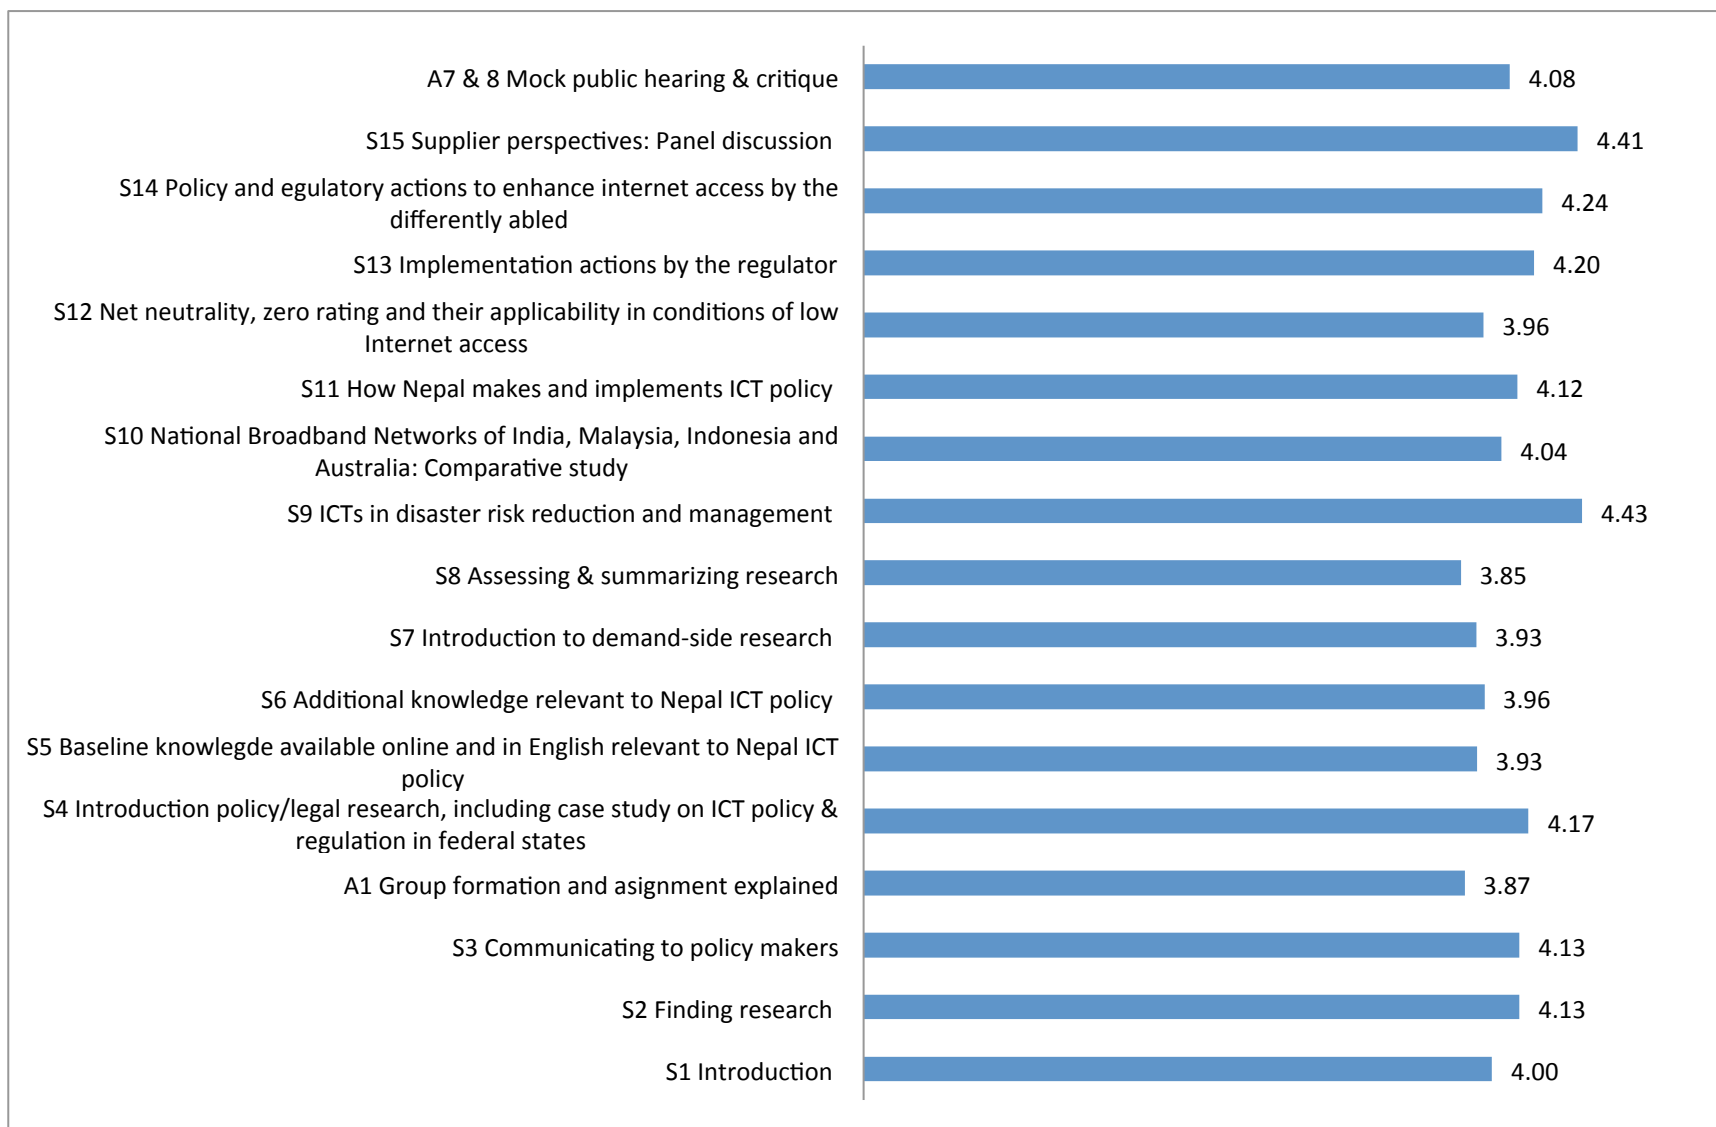 A7 & 8 Mock public hearing & critique
4.08
S15 Supplier perspectives: Panel discussion
4.41
S14 Policy and egulatory actions to enhance internet access by the
differently abled
4.24
S13 Implementation actions by the regulator
4.20
S12 Net neutrality, zero rating and their applicability in conditions of low
Internet access
3.96
S11 How Nepal makes and implements ICT policy
4.12
S10 National Broadband Networks of India, Malaysia, Indonesia and
Australia: Comparative study
4.04
S9 ICTs in disaster risk reduction and management
4.43
S8 Assessing & summarizing research
3.85
S7 Introduction to demand-side research
3.93
S6 Additional knowledge relevant to Nepal ICT policy
3.96
S5 Baseline knowlegde available online and in English relevant to Nepal ICT
policy
3.93
S4 Introduction policy/legal research, including case study on ICT policy &
regulation in federal states
4.17
A1 Group formation and asignment explained
3.87
S3 Communicating to policy makers
4.13
S2 Finding research
4.13
S1 Introduction
4.00